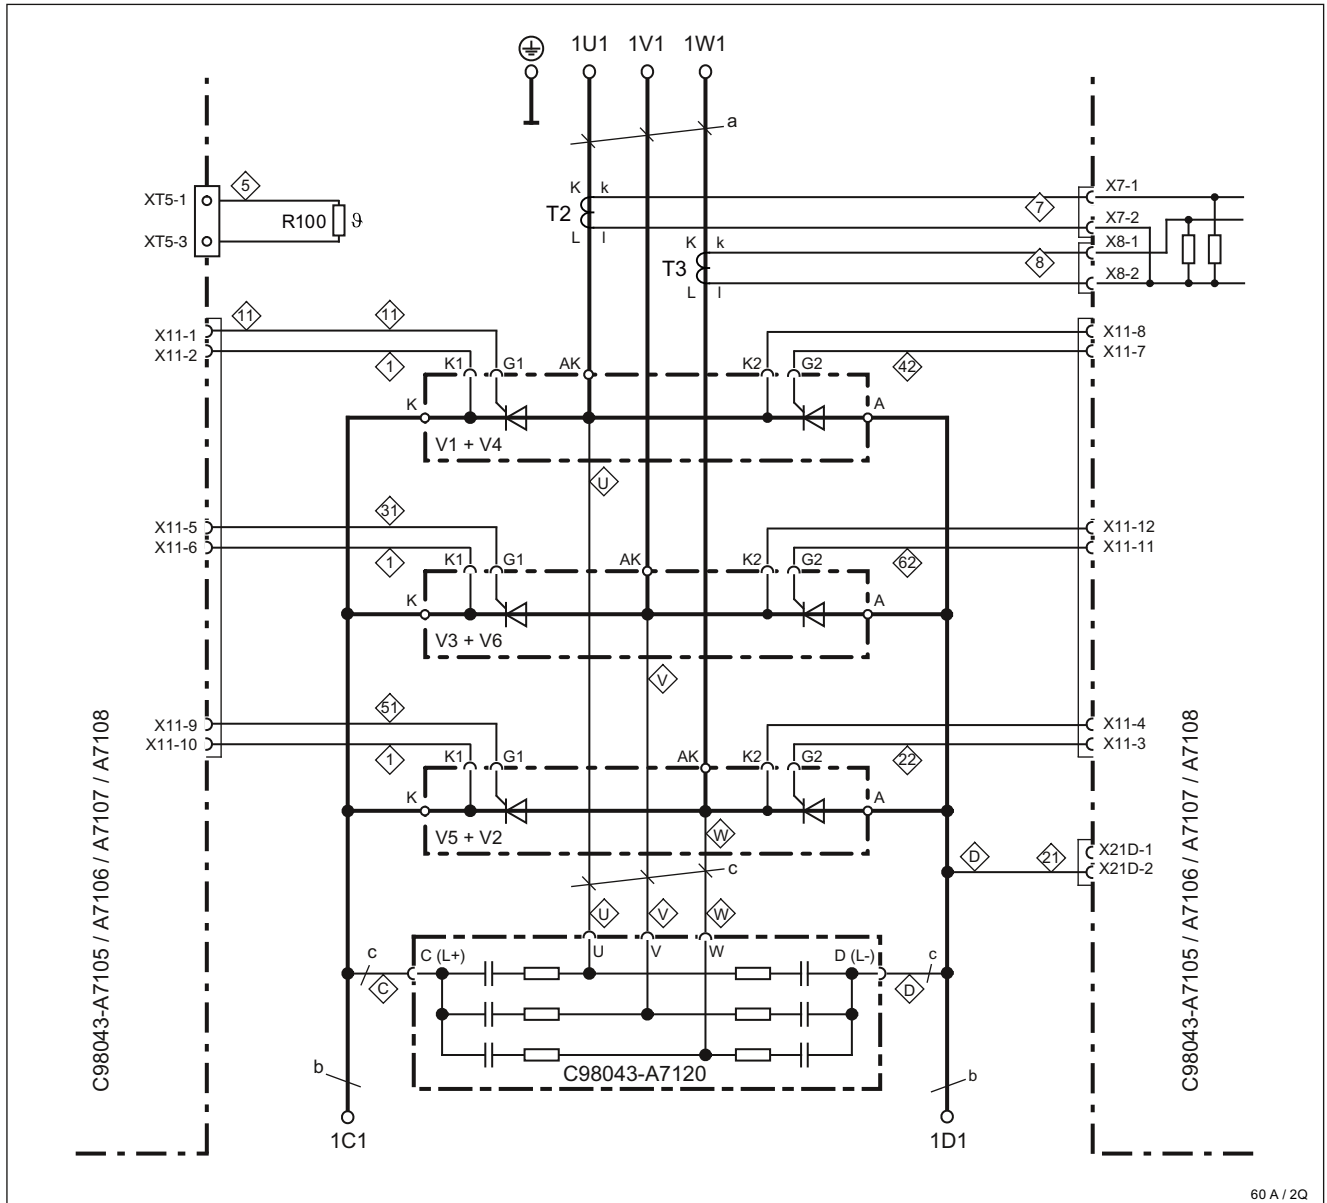 1U1 1V1 1W1
a
XT5-1
5
R100 ϑ
XT5-3
K k
T2
L l
7
X7-1
X7-2
K k
T3
L l
8
X8-1
X8-2
X11-1
11
11
X11-8
X11-2
1
K1 G1 AK K2 G2
42
X11-7
K A
V1 + V4
U
X11-5
31
X11-12
X11-6
1
K1 G1 AK K2 G2
62
X11-11
K A
V3 + V6
V
X11-9
51
X11-4
X11-10
1
K1 G1 AK K2 G2
22
X11-3
K A
V5 + V2
W
c
D
21
X21D-1
X21D-2
U V W
U V W
c
C (L+)
D (L-)
c
C
D
C98043-A7120
b
b
1C1
1D1
C98043-A7105 / A7106 / A7107 / A7108
C98043-A7105 / A7106 / A7107 / A7108
60 A / 2Q